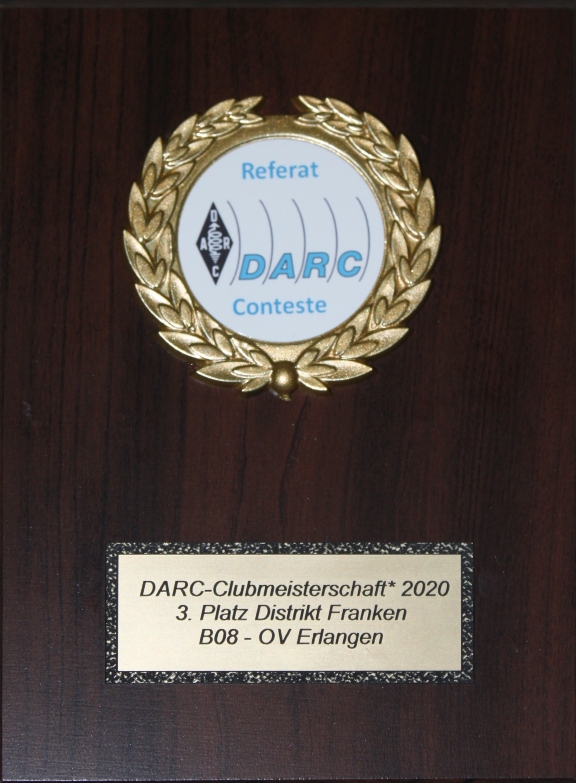 Referat
D
A R
C
DARC
Conteste
DARC-Clubmeisterschaft* 2020
3. Platz Distrikt Franken
B08 - OV Erlangen